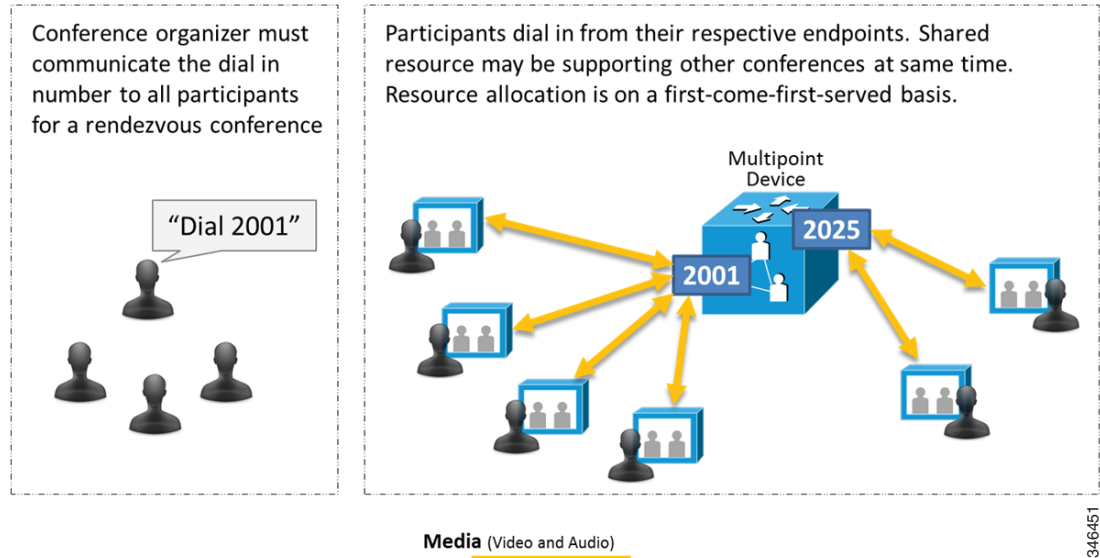 Conference organizer must
communicate the dial in
number to all participants
for a rendezvous conference
“Dial 2001”
Participants dial in from their respective endpoints. Shared
resource may be supporting other conferences at same time.
Resource allocation is on a first-come-first-served basis.
Multipoint
Device
2025
2001
Media (Video and Audio)
346451